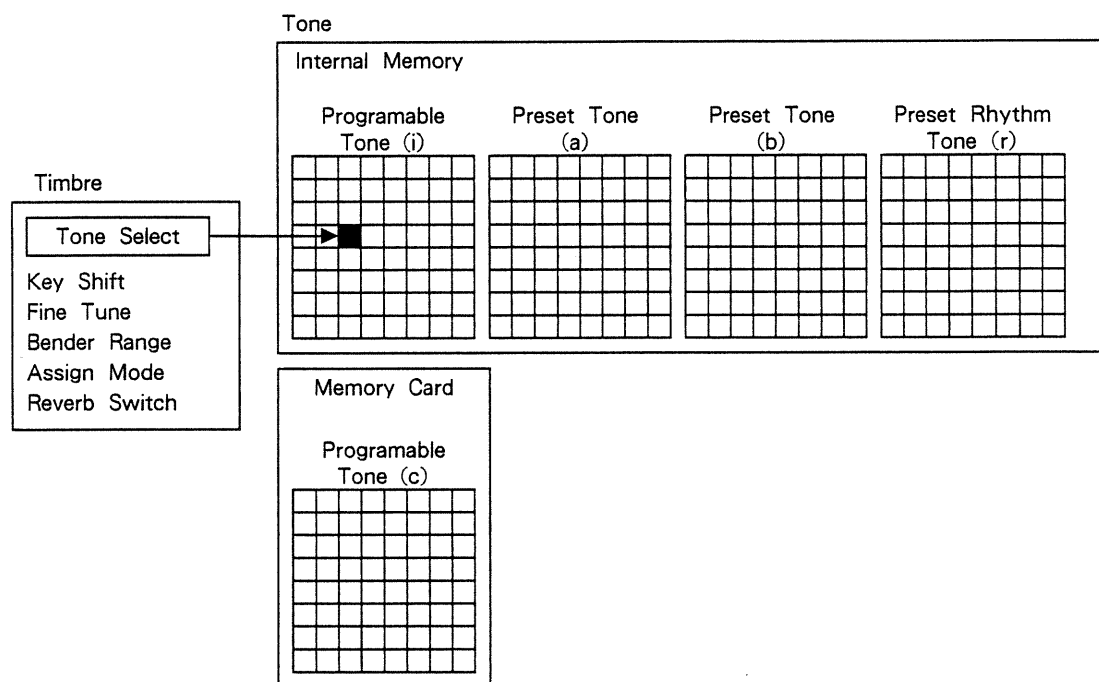 Tone
Internal Memory
Programable
Tone (i)
Preset Tone
(a)
Preset Tone
(b)
Preset Rhythm
Tone (r)
Timbre
Tone Select
Key Shift
Fine Tune
Bender Range
Assign Mode
Reverb Switch
Memory Card
Programable
Tone (c)